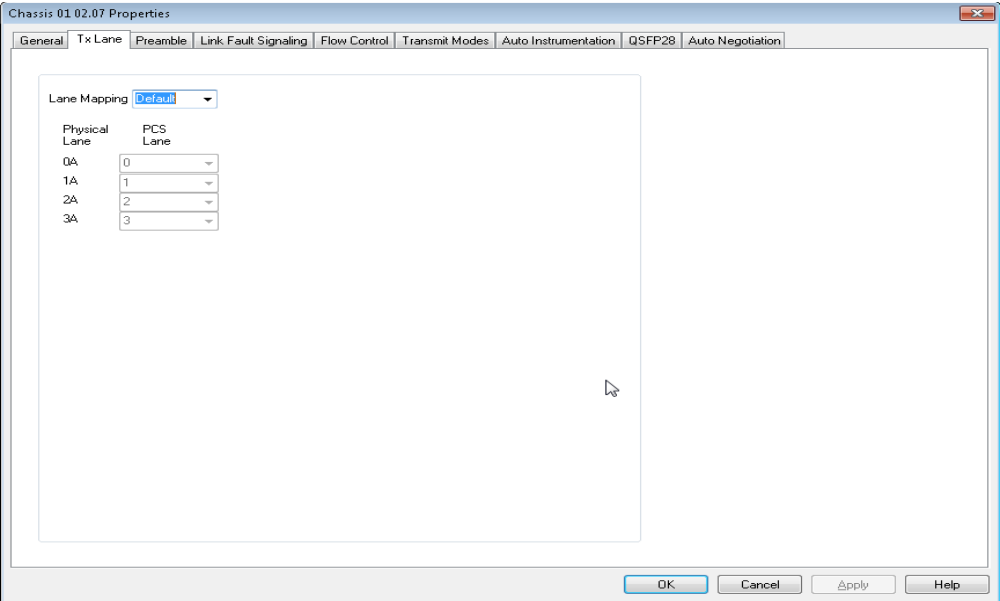 Chassis 01 02.07 Properties
General Tx Lane Preamble Link Fault Signaling Flow Control Transmit Modes Auto Instrumentation QSFP28 Auto Negotiation
Lane Mapping Default
Physical PCS
Lane Lane
0A 0
1A 1
2A 2
3A 3
OK Cancel Apply Help